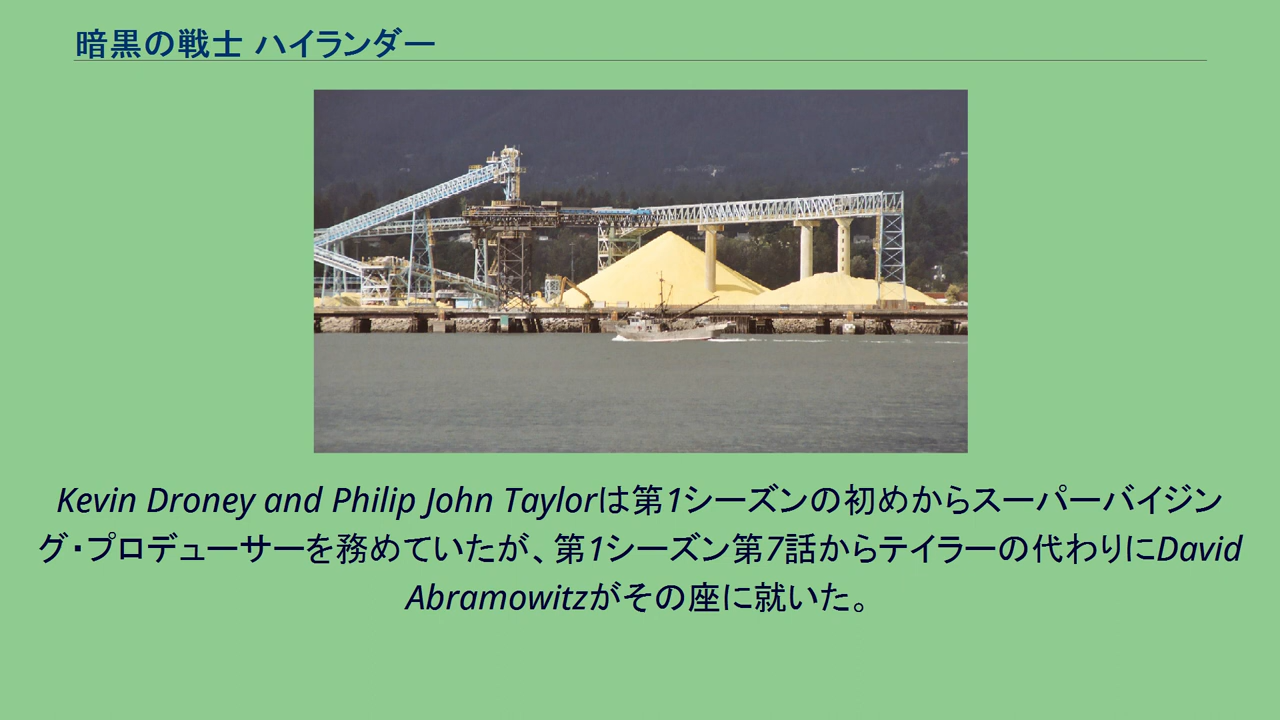 暗黒の戦士 ハイランダー
Kevin Droney and Philip John Taylorは第1シーズンの初めからスーパーバイジン
グ・プロデューサーを務めていたが、第1シーズン第7話からテイラーの代わりにDavid
Abramowitzがその座に就いた。